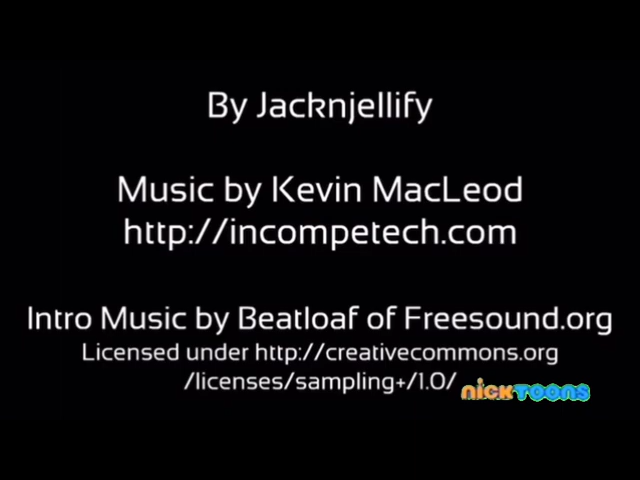 By Jacknjellify
Music by Kevin MacLeod
http://incompetech.com
Intro Music by Beatloaf of Freesound.org
Licensed under http://creativecommons.org
/licenses/sampling+/1.0/
nickTOONS